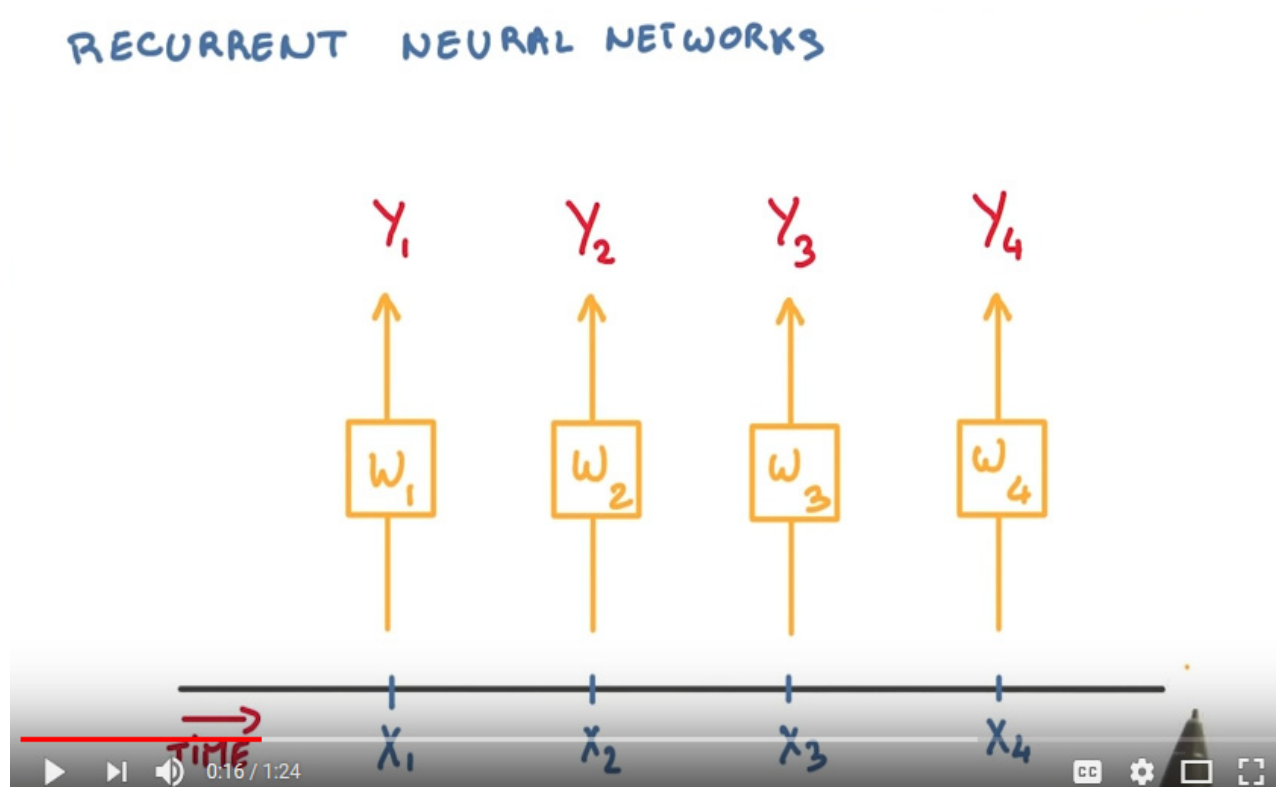 RECURRENT NEURAL NETWORKS
Y1 Y2 Y3 Y4
W1 W2 W3 W4
TIME X1 X2 X3 X4
0:16 / 1:24 CC